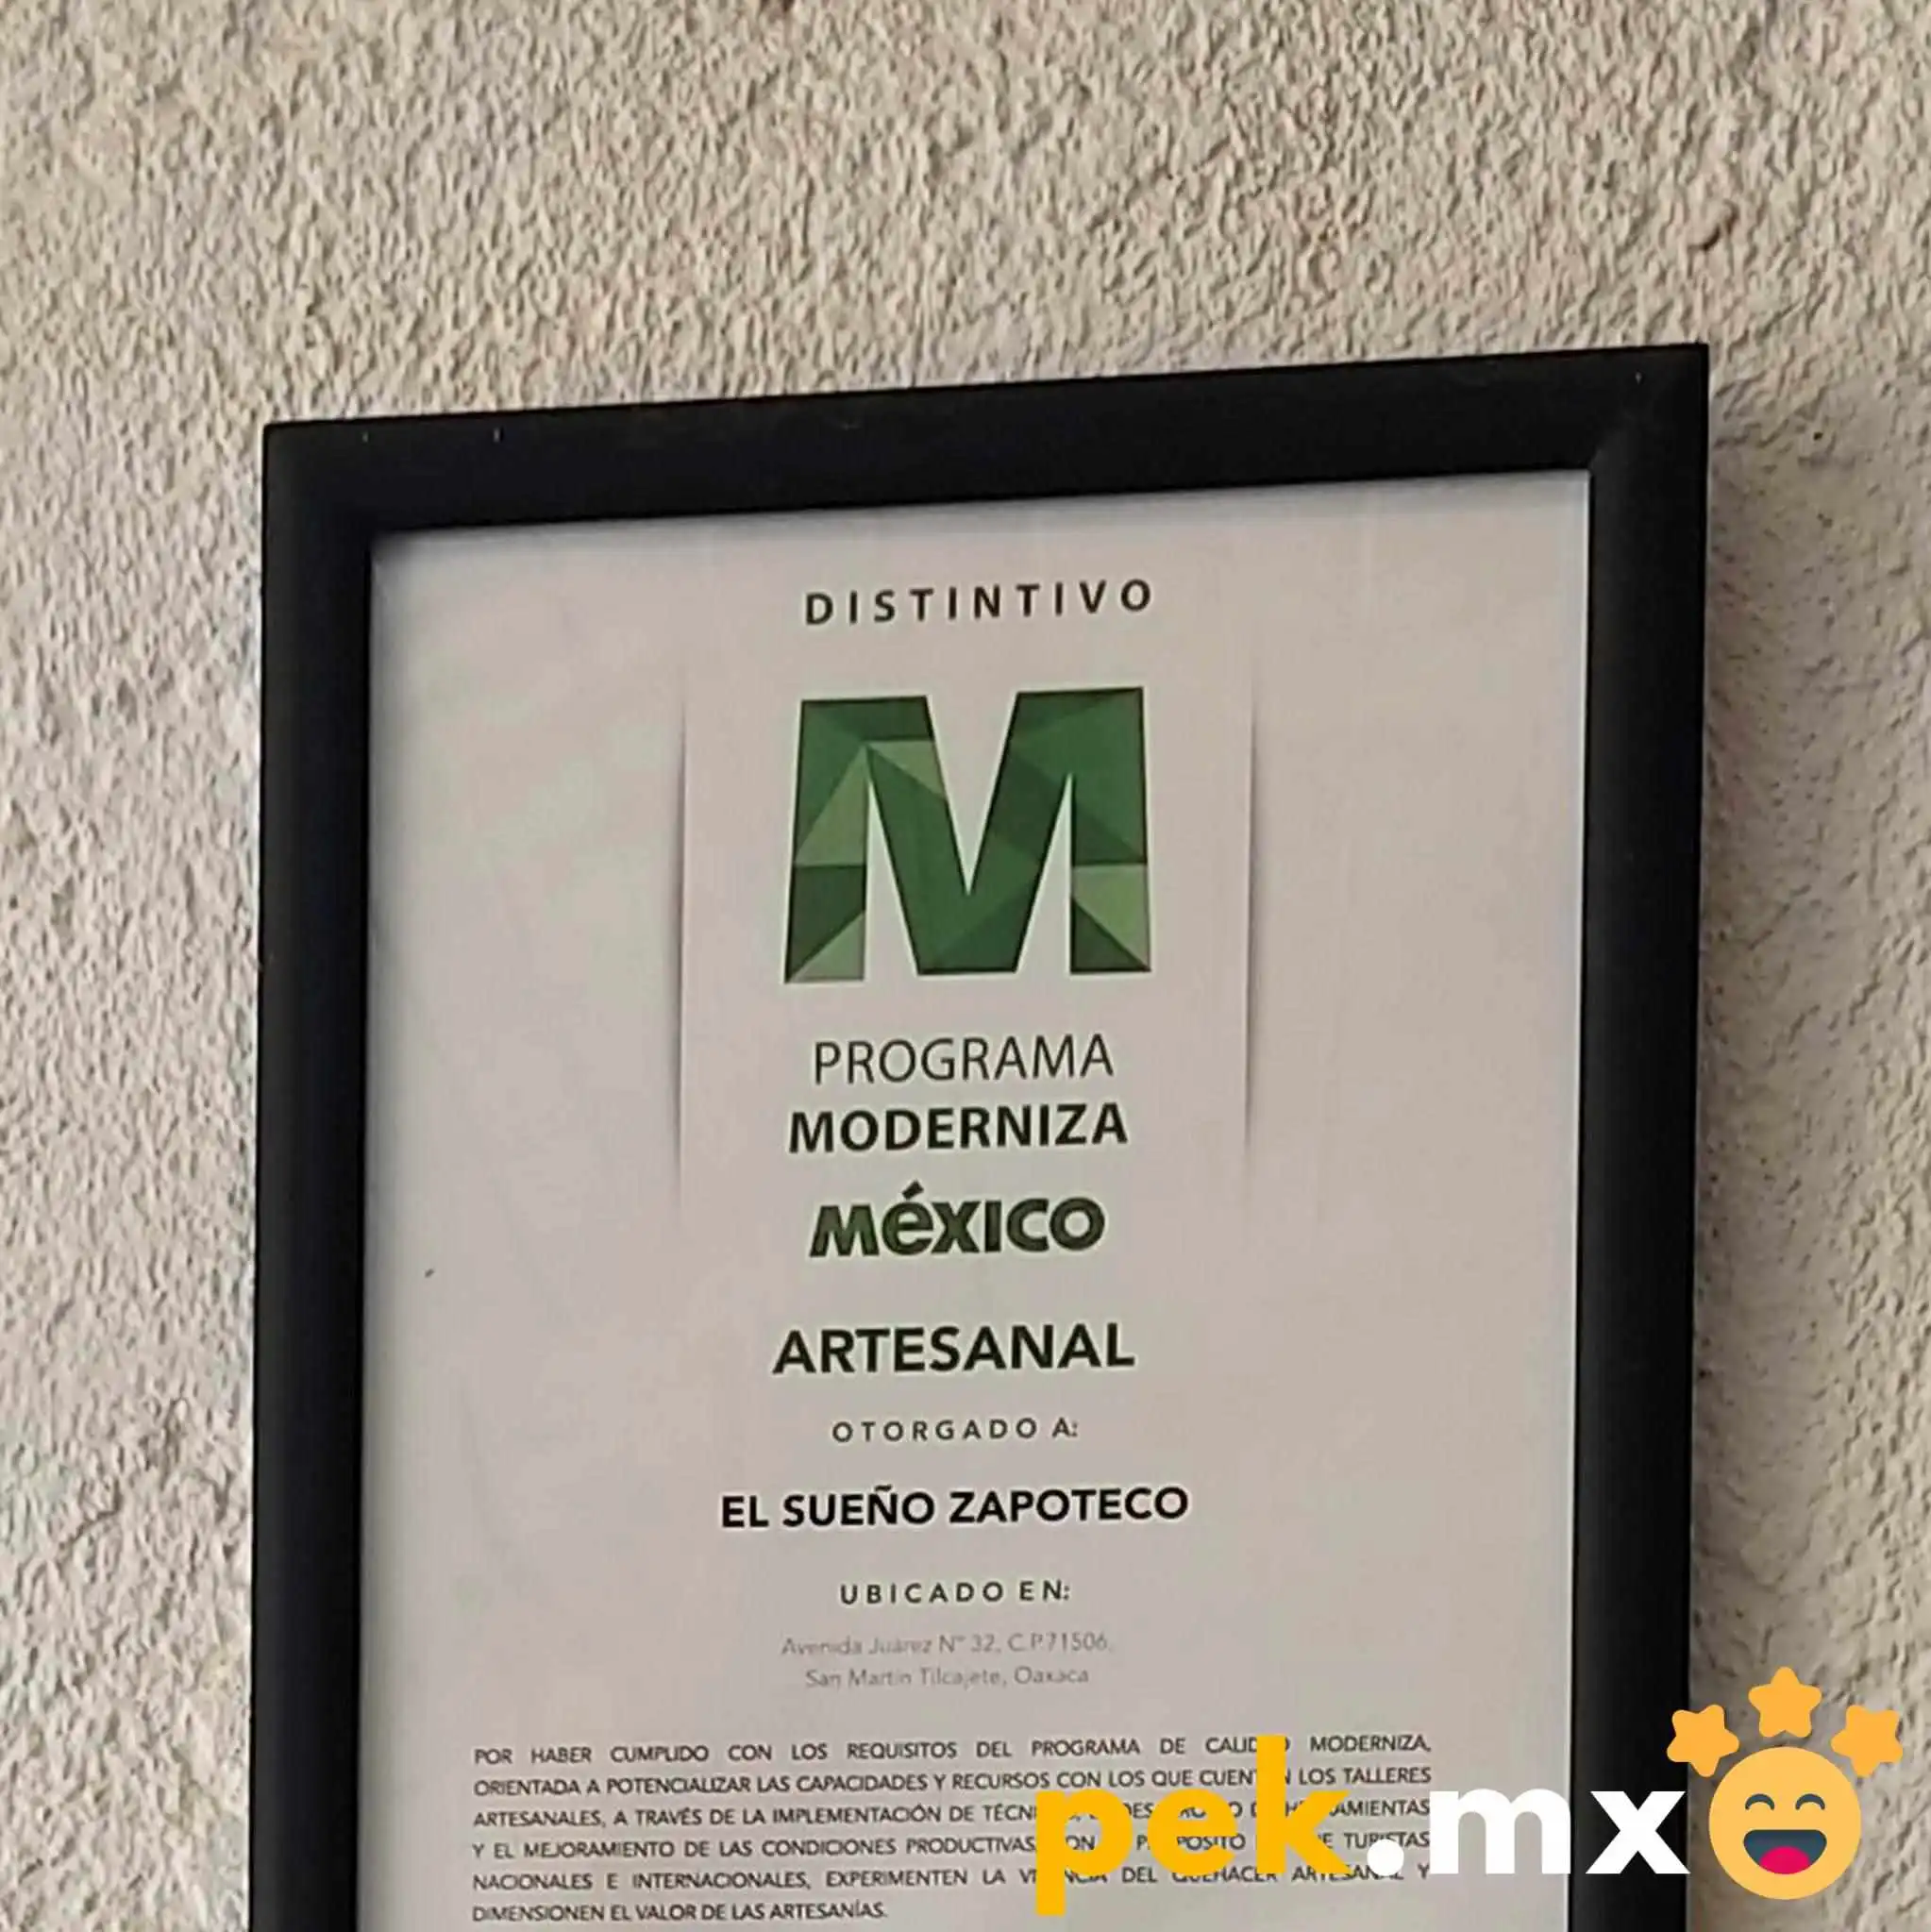 DISTINTIVO
M
PROGRAMA
MODERNIZA
MéXICO
ARTESANAL
OTORGADO A:
EL SUEÑO ZAPOTECO
UBICADO EN:
Avenida Juárez N° 32, C.P.71506,
San Martín Tilcajete, Oaxaca
POR HABER CUMPLIDO CON LOS REQUISITOS DEL PROGRAMA DE MODERNIZA,
ORIENTADA A POTENCIALIZAR LAS CAPACIDADES Y RECURSOS CON LOS QUE LOS TALLERES
ARTESANALES, A TRAVÉS DE LA IMPLEMENTACIÓN DE
Y EL MEJORAMIENTO DE LAS CONDICIONES PRODUCTIVAS TURISTAS
NACIONALES E INTERNACIONALES, EXPERIMENTEN LA DEL QUEHACER ARTESANAL Y
DIMENSIONEN EL VALOR DE LAS ARTESANÍAS.
pek.mx